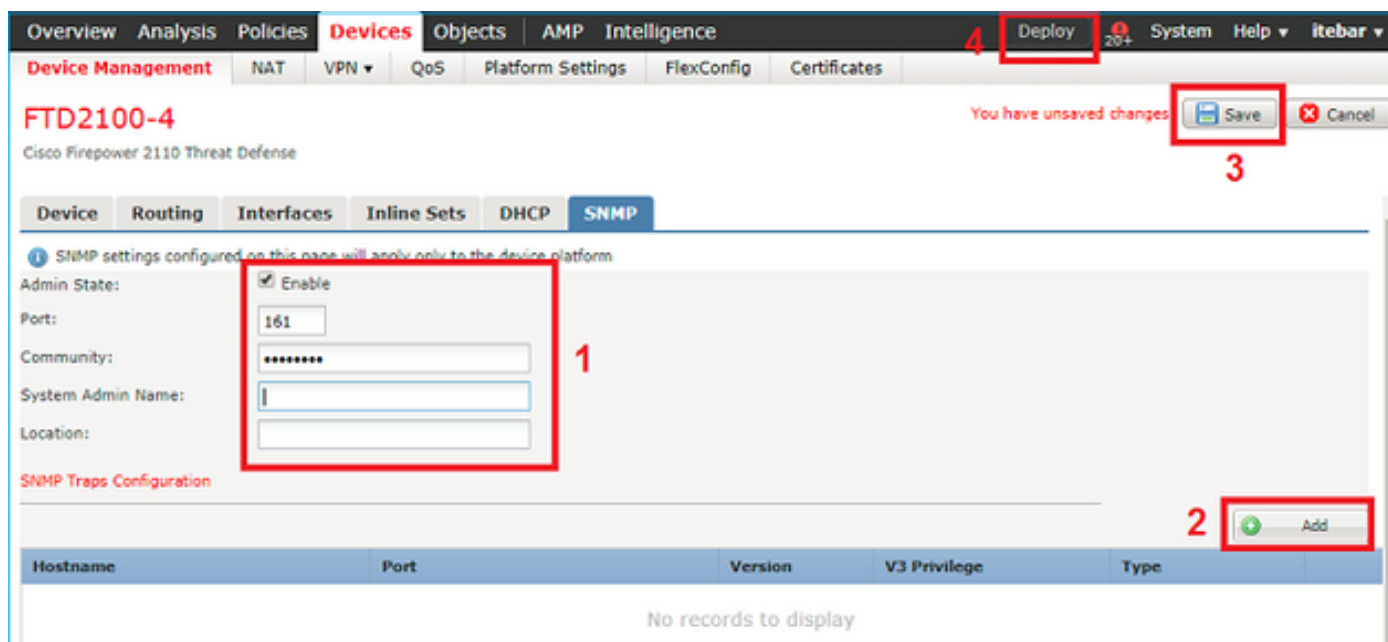 Overview Analysis Policies Devices Objects AMP Intelligence 4 Deploy 20+ System Help ▾ itebar ▾
Device Management NAT VPN ▾ QoS Platform Settings FlexConfig Certificates
FTD2100-4
You have unsaved changes Save Cancel
Cisco Firepower 2110 Threat Defense
3
Device Routing Interfaces Inline Sets DHCP SNMP
SNMP settings configured on this page will apply only to the device platform
Admin State: Enable
Port: 161
Community: ••••••••
1
System Admin Name:
Location:
SNMP Traps Configuration
2 Add
Hostname Port Version V3 Privilege Type
No records to display